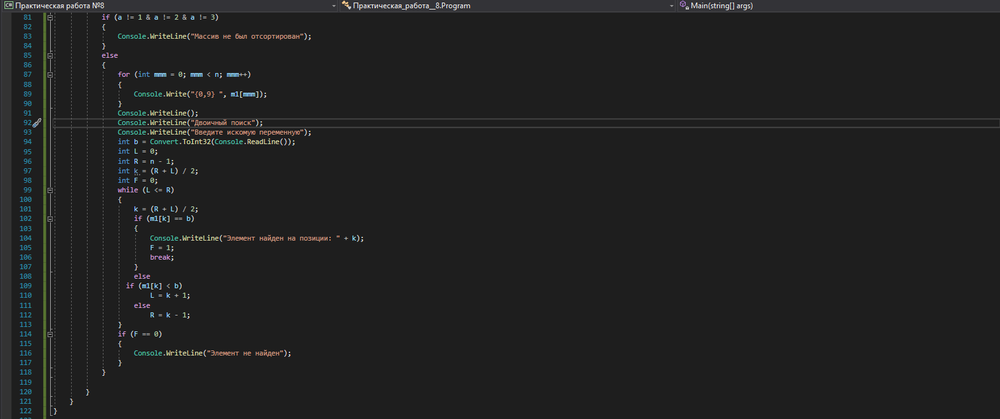 C# Практическая работа №8 Практическая_работа__8.Program Main(string[] args)
81 if (a != 1 & a != 2 & a != 3)
82 {
83 Console.WriteLine("Массив не был отсортирован");
84 }
85 else
86 {
87 for (int mmm = 0; mmm < n; mmm++)
88 {
89 Console.Write("{0,9} ", m1[mmm]);
90 }
91 Console.WriteLine();
92 Console.WriteLine("Двоичный поиск");
93 Console.WriteLine("Введите искомую переменную");
94 int b = Convert.ToInt32(Console.ReadLine());
95 int L = 0;
96 int R = n - 1;
97 int k = (R + L) / 2;
98 int F = 0;
99 while (L <= R)
100 {
101 k = (R + L) / 2;
102 if (m1[k] == b)
103 {
104 Console.WriteLine("Элемент найден на позиции: " + k);
105 F = 1;
106 break;
107 }
108 else
109 if (m1[k] < b)
110 L = k + 1;
111 else
112 R = k - 1;
113 }
114 if (F == 0)
115 {
116 Console.WriteLine("Элемент не найден");
117 }
118 }
119
120 }
121 }
122 }